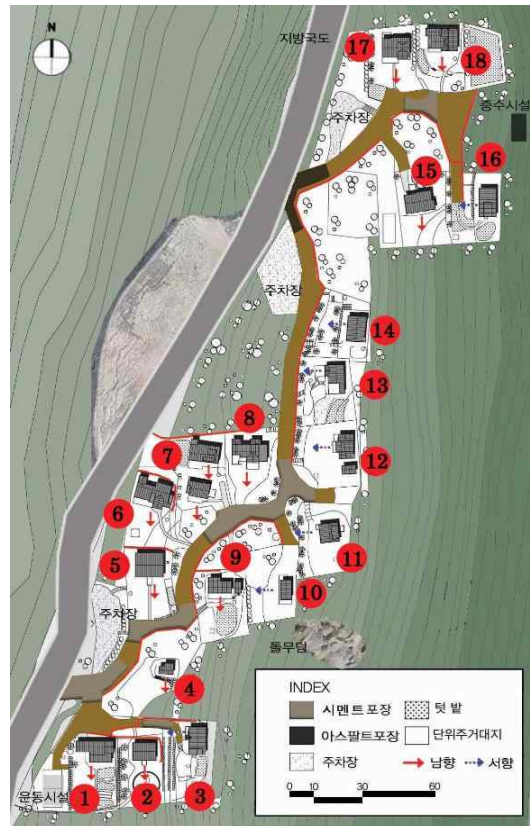 N
지방국도
17
18
중수시설
주차장
15
16
주차장
14
13
8
7
12
6
11
5
9
10
주차장
돌무덤
4
운동시설
1
2
3
INDEX
시멘트포장
텃 밭
아스팔트포장
단위주거대지
주차장
남향
서향
0 10 30 60